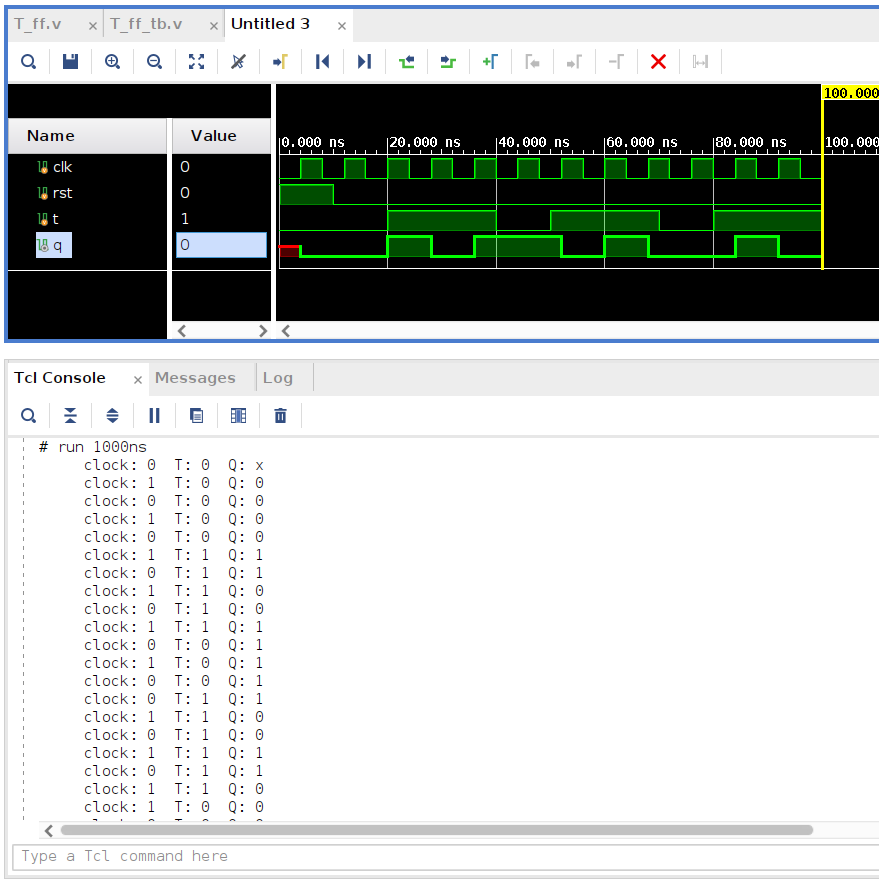 T_ff.v × T_ff_tb.v × Untitled 3 ×
100.000
Name Value
0.000 ns 20.000 ns 40.000 ns 60.000 ns 80.000 ns 100.000
clk 0
rst 0
t 1
q 0
Tcl Console × Messages Log
# run 1000ns
clock: 0 T: 0 Q: x
clock: 1 T: 0 Q: 0
clock: 0 T: 0 Q: 0
clock: 1 T: 0 Q: 0
clock: 0 T: 0 Q: 0
clock: 1 T: 1 Q: 1
clock: 0 T: 1 Q: 1
clock: 1 T: 1 Q: 0
clock: 0 T: 1 Q: 0
clock: 1 T: 1 Q: 1
clock: 0 T: 0 Q: 1
clock: 1 T: 0 Q: 1
clock: 0 T: 0 Q: 1
clock: 0 T: 1 Q: 1
clock: 1 T: 1 Q: 0
clock: 0 T: 1 Q: 0
clock: 1 T: 1 Q: 1
clock: 0 T: 1 Q: 1
clock: 1 T: 1 Q: 0
clock: 1 T: 0 Q: 0
Type a Tcl command here